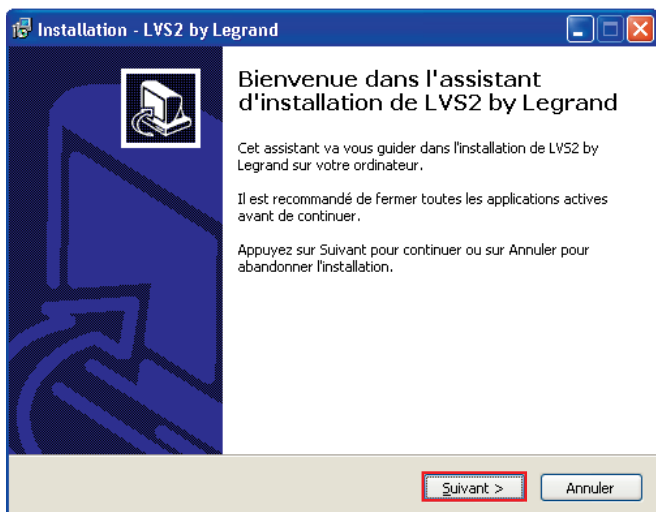 Installation - LVS2 by Legrand
Bienvenue dans l'assistant
d'installation de LVS2 by Legrand
Cet assistant va vous guider dans l'installation de LVS2 by
Legrand sur votre ordinateur.
Il est recommandé de fermer toutes les applications actives
avant de continuer.
Appuyez sur Suivant pour continuer ou sur Annuler pour
abandonner l'installation.
Suivant >
Annuler